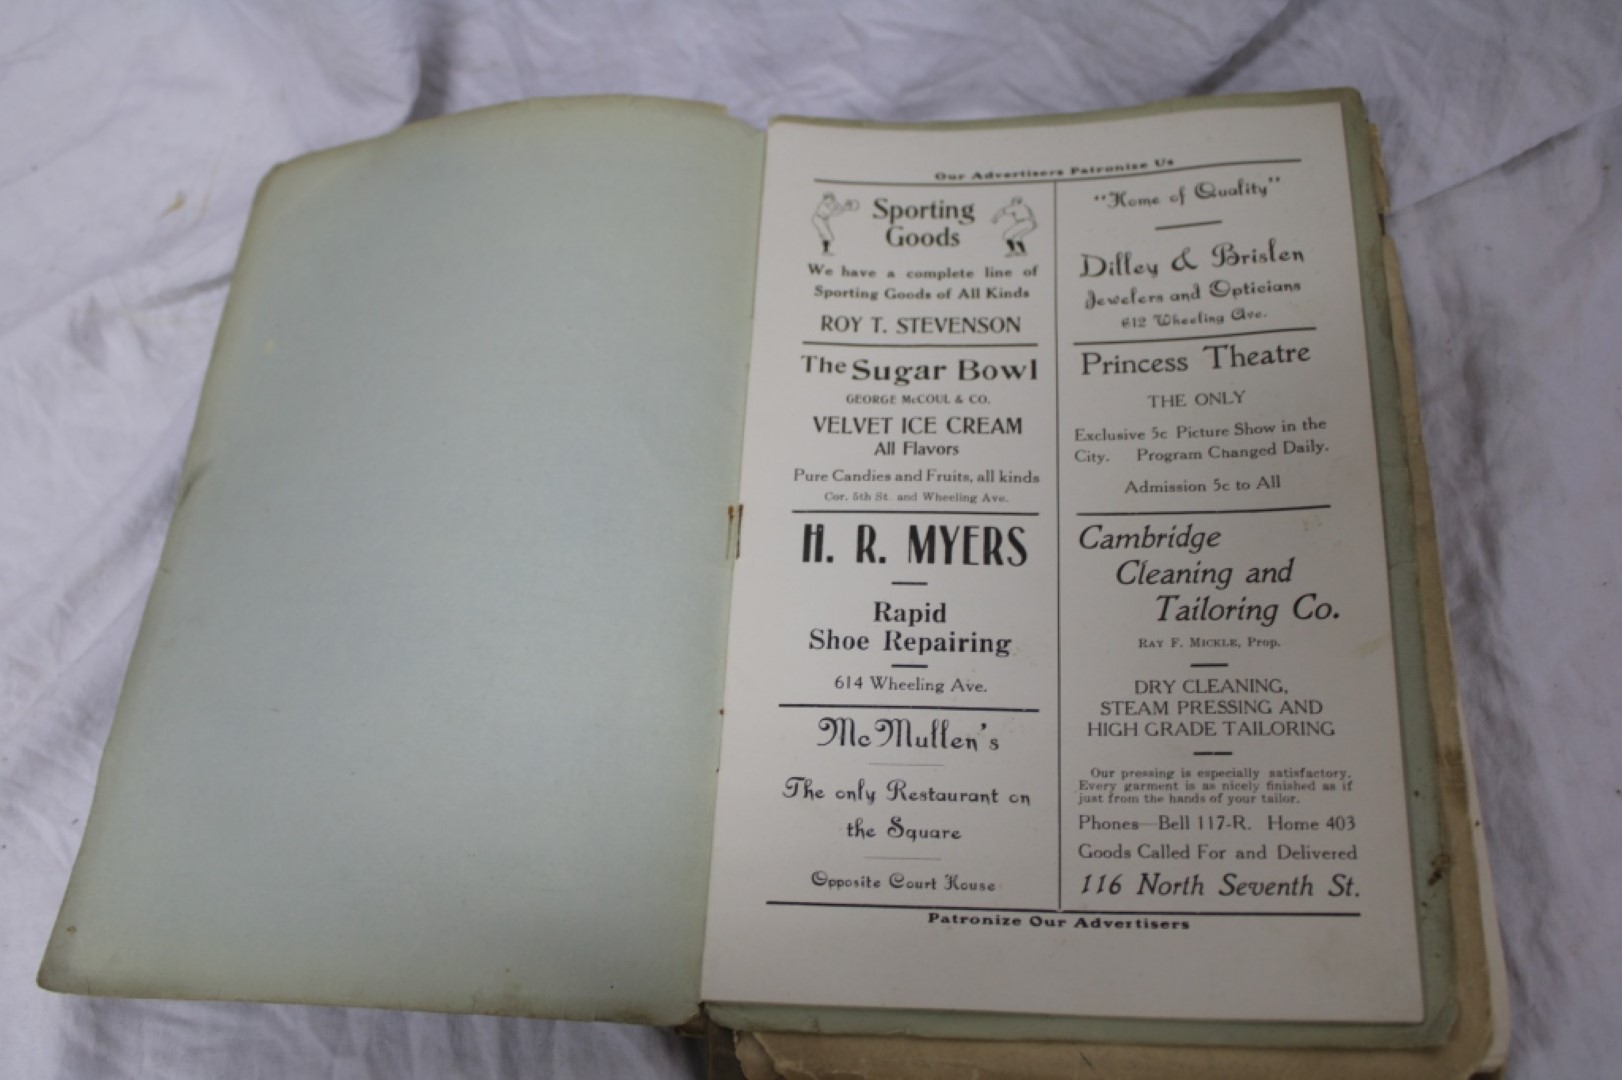 Our Advertisers Patronize Us
Sporting
Goods
We have a complete line of
Sporting Goods of All Kinds
ROY T. STEVENSON
The Sugar Bowl
GEORGE McCOUL & CO.
VELVET ICE CREAM
All Flavors
Pure Candies and Fruits, all kinds
Cor. 5th St. and Wheeling Ave.
H. R. MYERS
Rapid
Shoe Repairing
614 Wheeling Ave.
McMullen's
The only Restaurant on
the Square
Opposite Court House
"Home of Quality"
Dilley & Brislen
Jewelers and Opticians
612 Wheeling Ave.
Princess Theatre
THE ONLY
Exclusive 5c Picture Show in the
City. Program Changed Daily.
Admission 5c to All
Cambridge
Cleaning and
Tailoring Co.
RAY F. MICKLE, Prop.
DRY CLEANING,
STEAM PRESSING AND
HIGH GRADE TAILORING
Our pressing is especially satisfactory.
Every garment is as nicely finished as if
just from the hands of your tailor.
Phones—Bell 117-R. Home 403
Goods Called For and Delivered
116 North Seventh St.
Patronize Our Advertisers